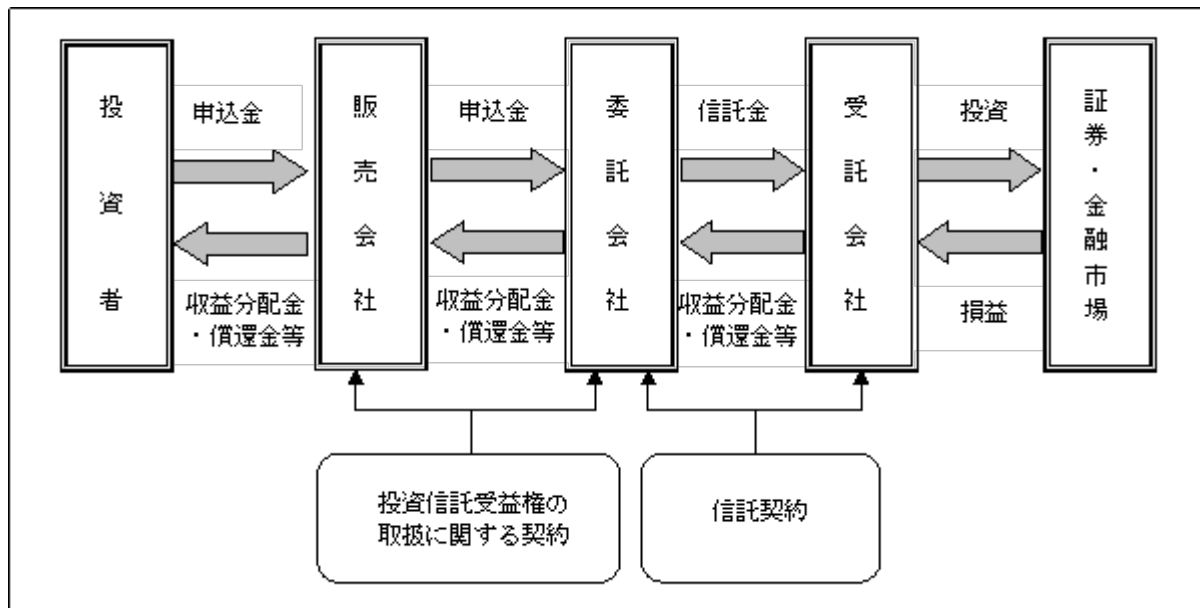 投資者
申込金
収益分配金
・償還金等
販売会社
申込金
収益分配金
・償還金等
委託会社
信託金
収益分配金
・償還金等
受託会社
投資
損益
証券・金融市場
投資信託受益権の
取扱に関する契約
信託契約